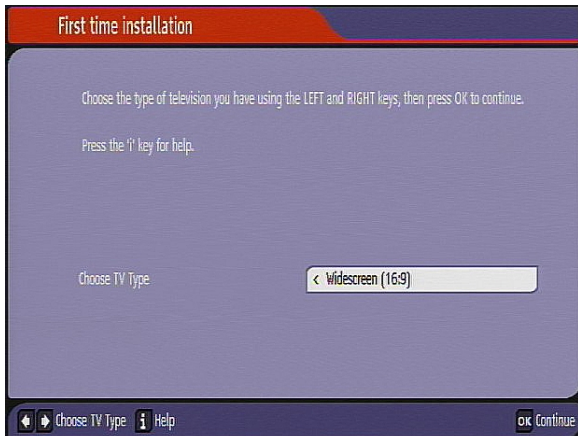 First time installation
Choose the type of television you have using the LEFT and RIGHT keys, then press OK to continue.
Press the 'i' key for help.
Choose TV Type
< Widescreen (16:9)
Choose TV Type i Help OK Continue